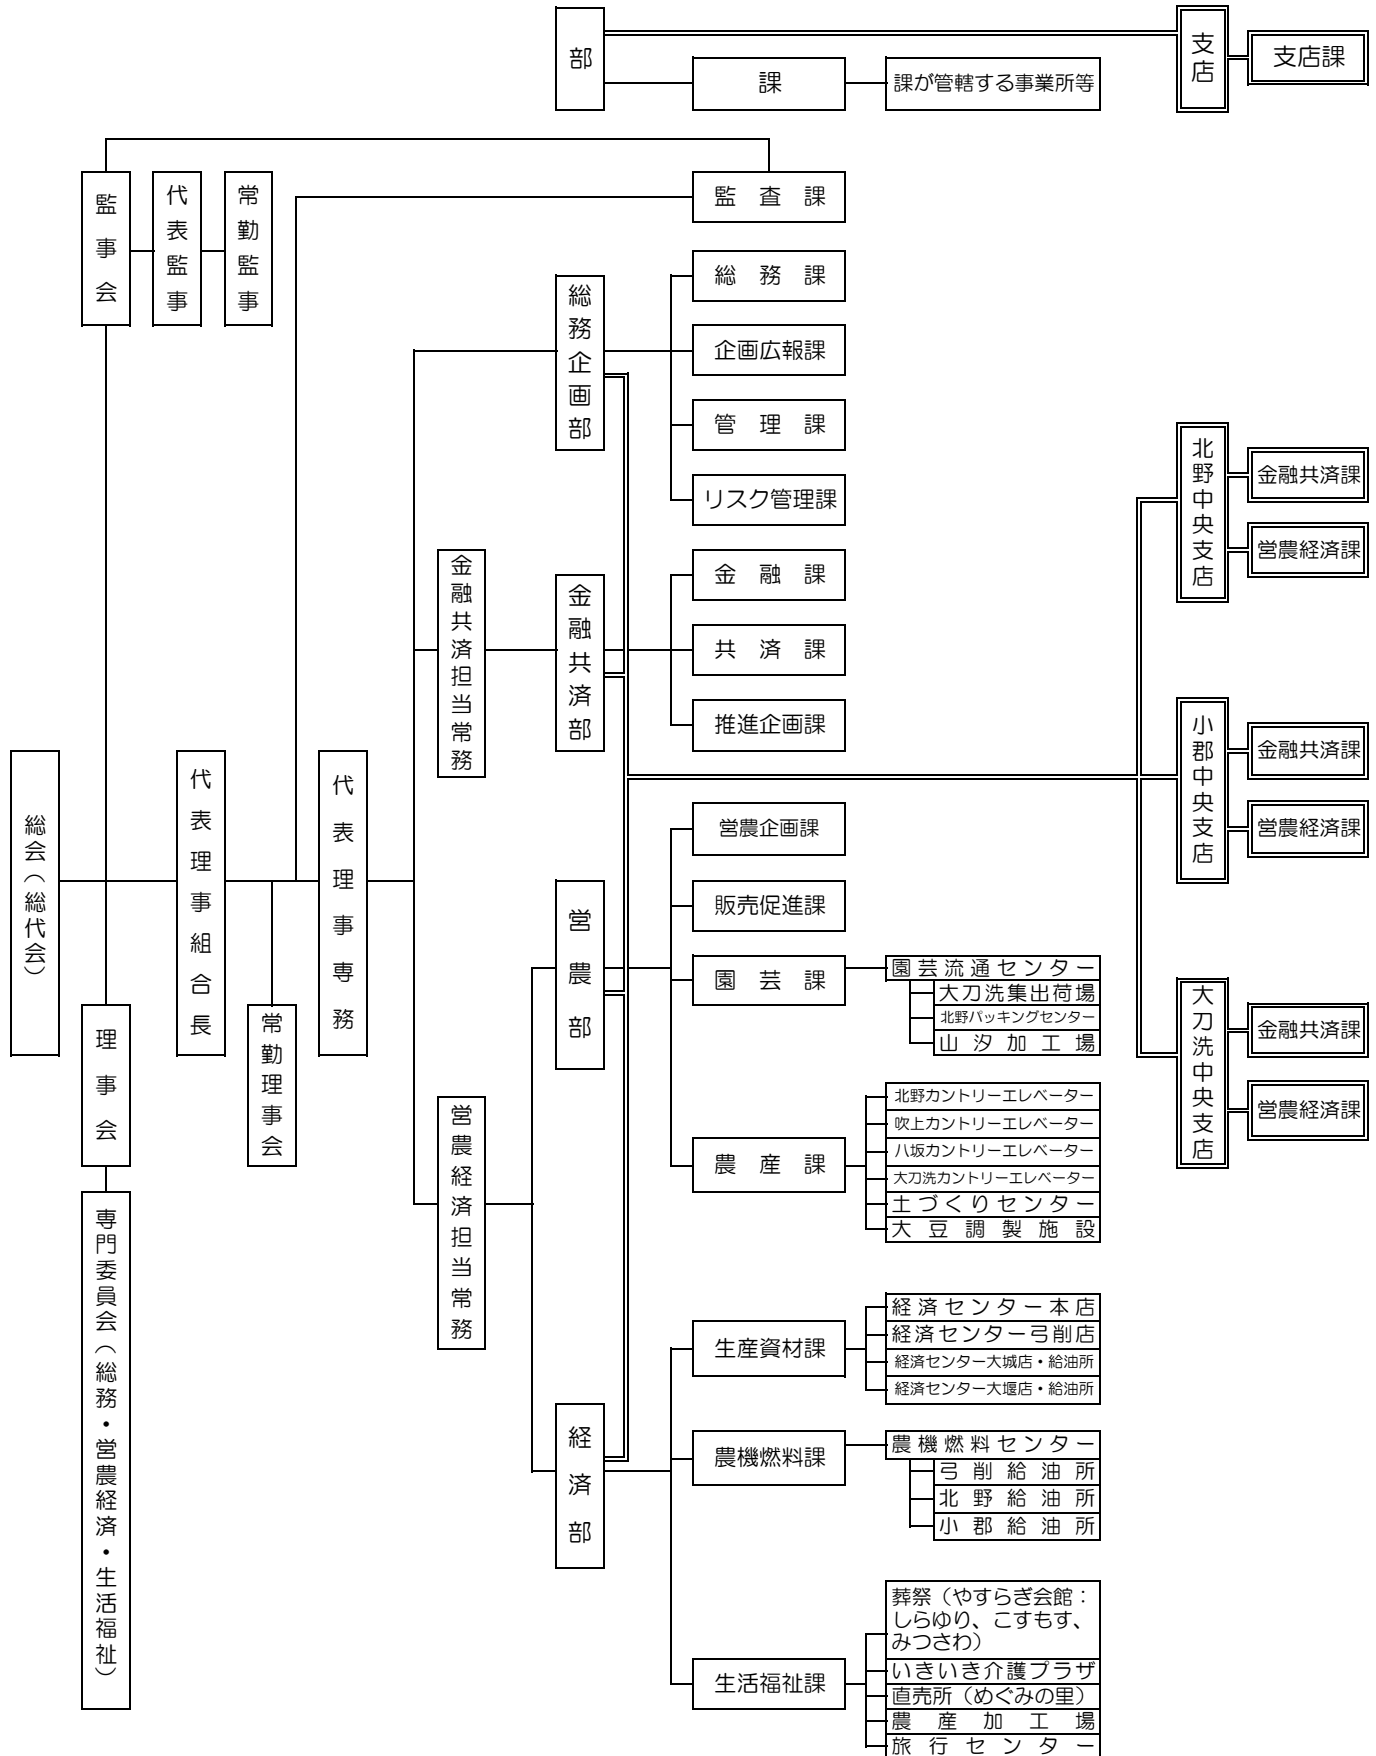 部
課
課が管轄する事業所等
支店
支店課
監事会
代表監事
常勤監事
監査課
総務企画部
総務課
企画広報課
管理課
リスク管理課
金融共済担当常務
金融共済部
金融課
共済課
推進企画課
北野中央支店
金融共済課
営農経済課
小郡中央支店
金融共済課
営農経済課
大刀洗中央支店
金融共済課
営農経済課
総会（総代会）
代表理事組合長
代表理事専務
理事会
常勤理事会
専門委員会（総務・営農経済・生活福祉）
営農経済担当常務
営農部
営農企画課
販売促進課
園芸課
園芸流通センター
大刀洗集出荷場
北野パッキングセンター
山汐加工場
農産課
北野カントリーエレベーター
吹上カントリーエレベーター
八坂カントリーエレベーター
大刀洗カントリーエレベーター
土づくりセンター
大豆調製施設
経済部
生産資材課
経済センター本店
経済センター弓削店
経済センター大城店・給油所
経済センター大堰店・給油所
農機燃料課
農機燃料センター
弓削給油所
北野給油所
小郡給油所
生活福祉課
葬祭（やすらぎ会館：
しらゆり、こすもす、
みつさわ）
いきいき介護プラザ
直売所（めぐみの里）
農産加工場
旅行センター